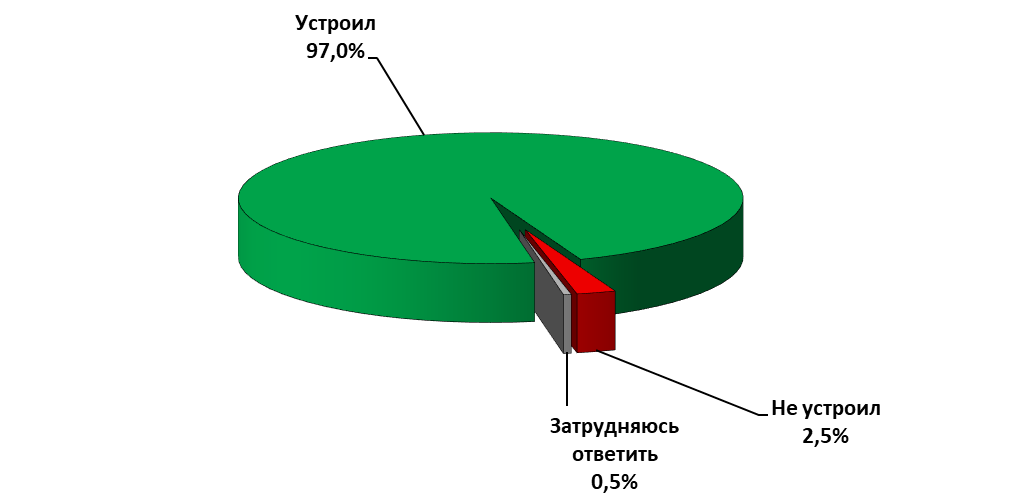 Устроил
97,0%
Не устроил
2,5%
Затрудняюсь
ответить
0,5%